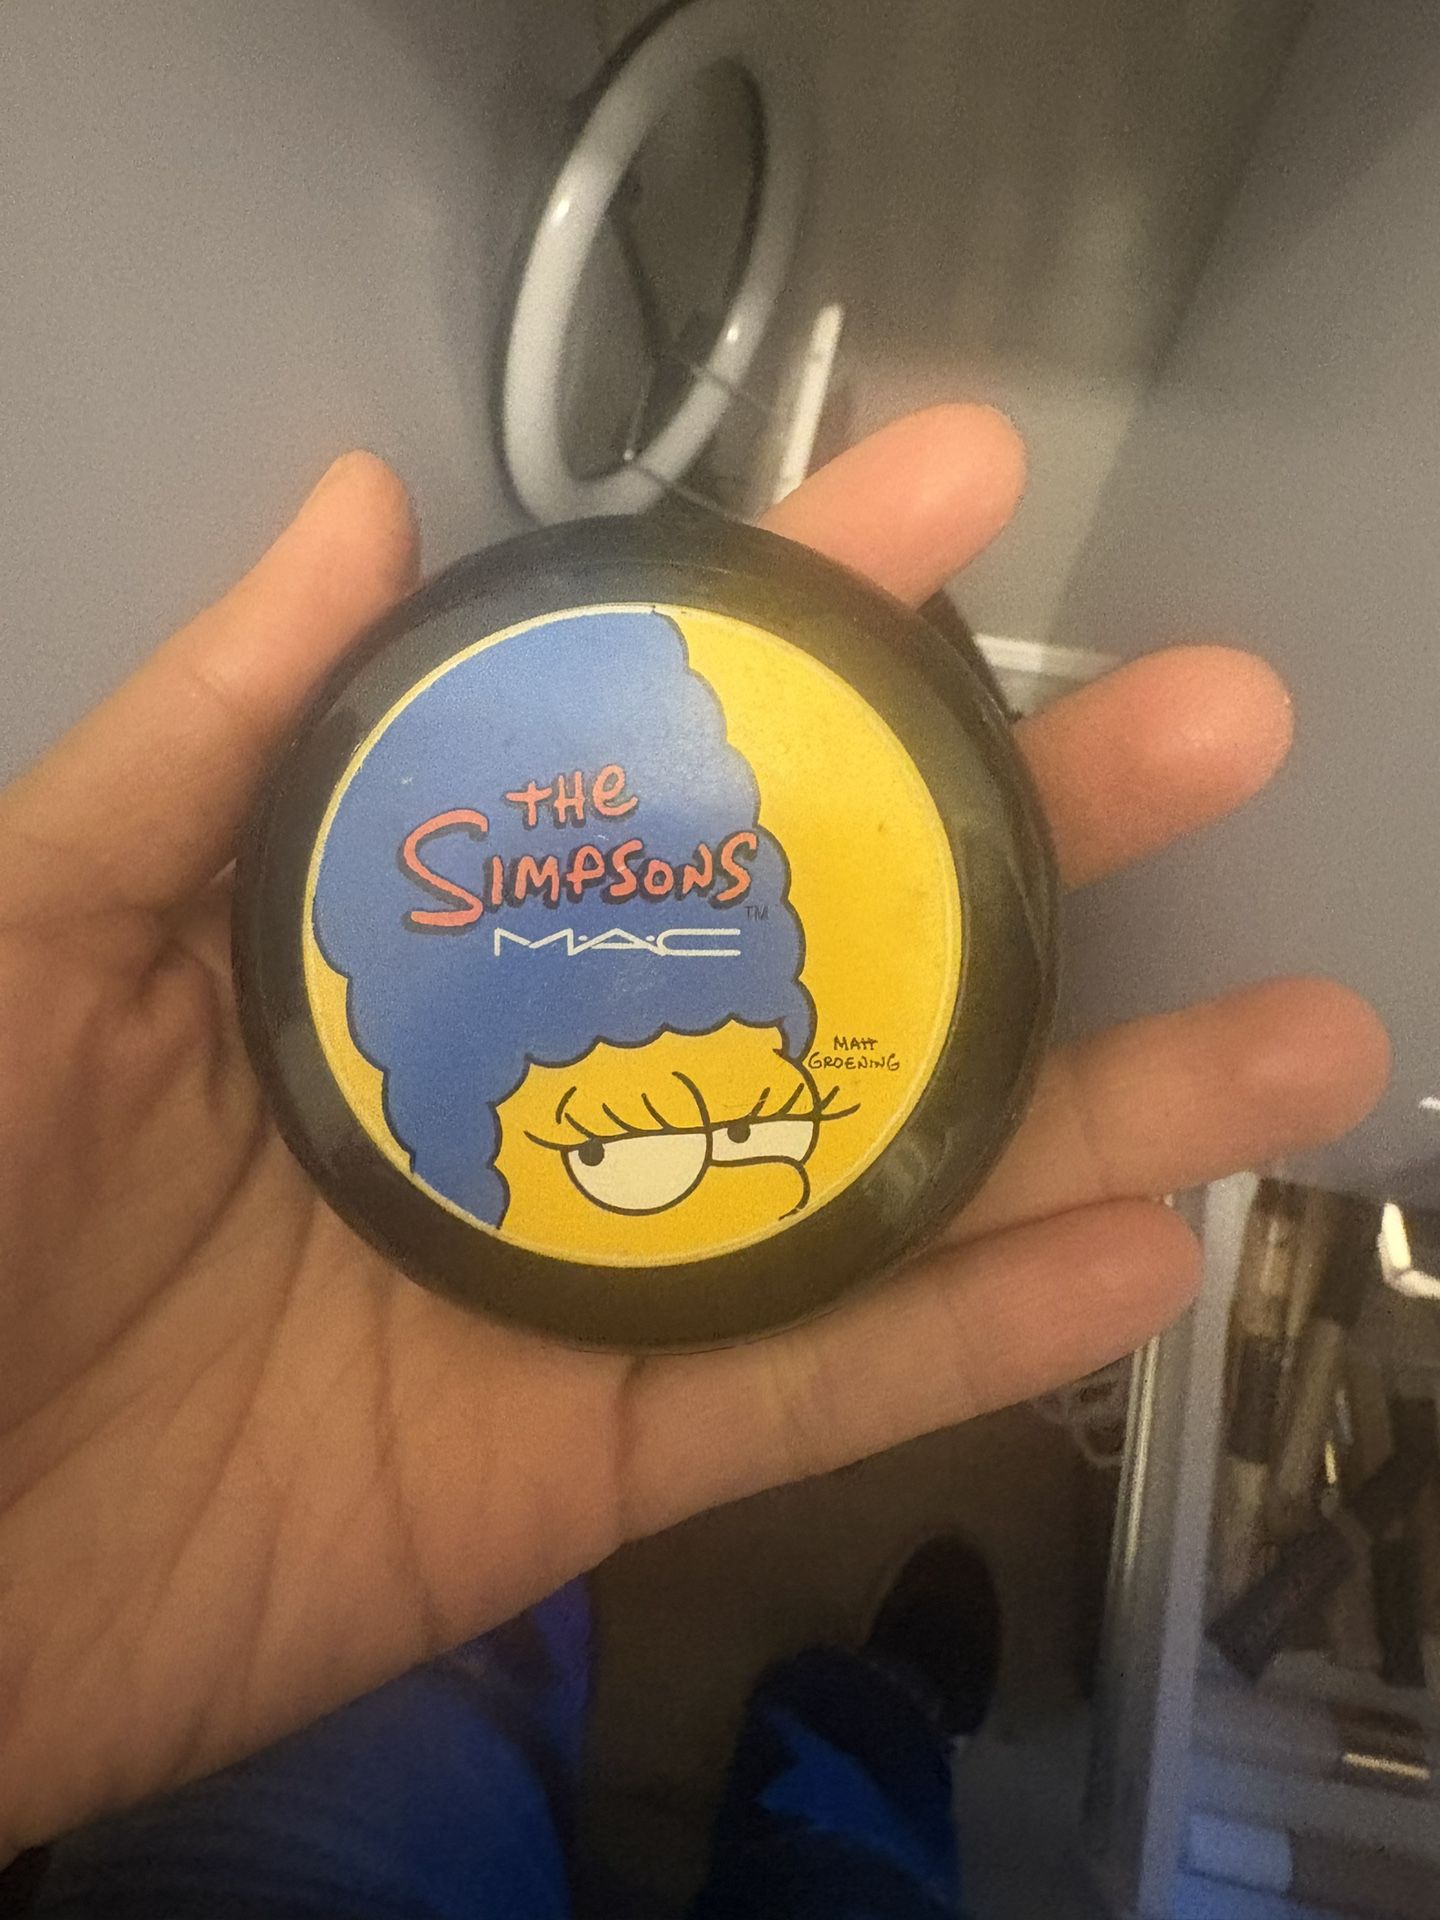 THe
SIMPSONS
TM
M·A·C
MATT
GROENING